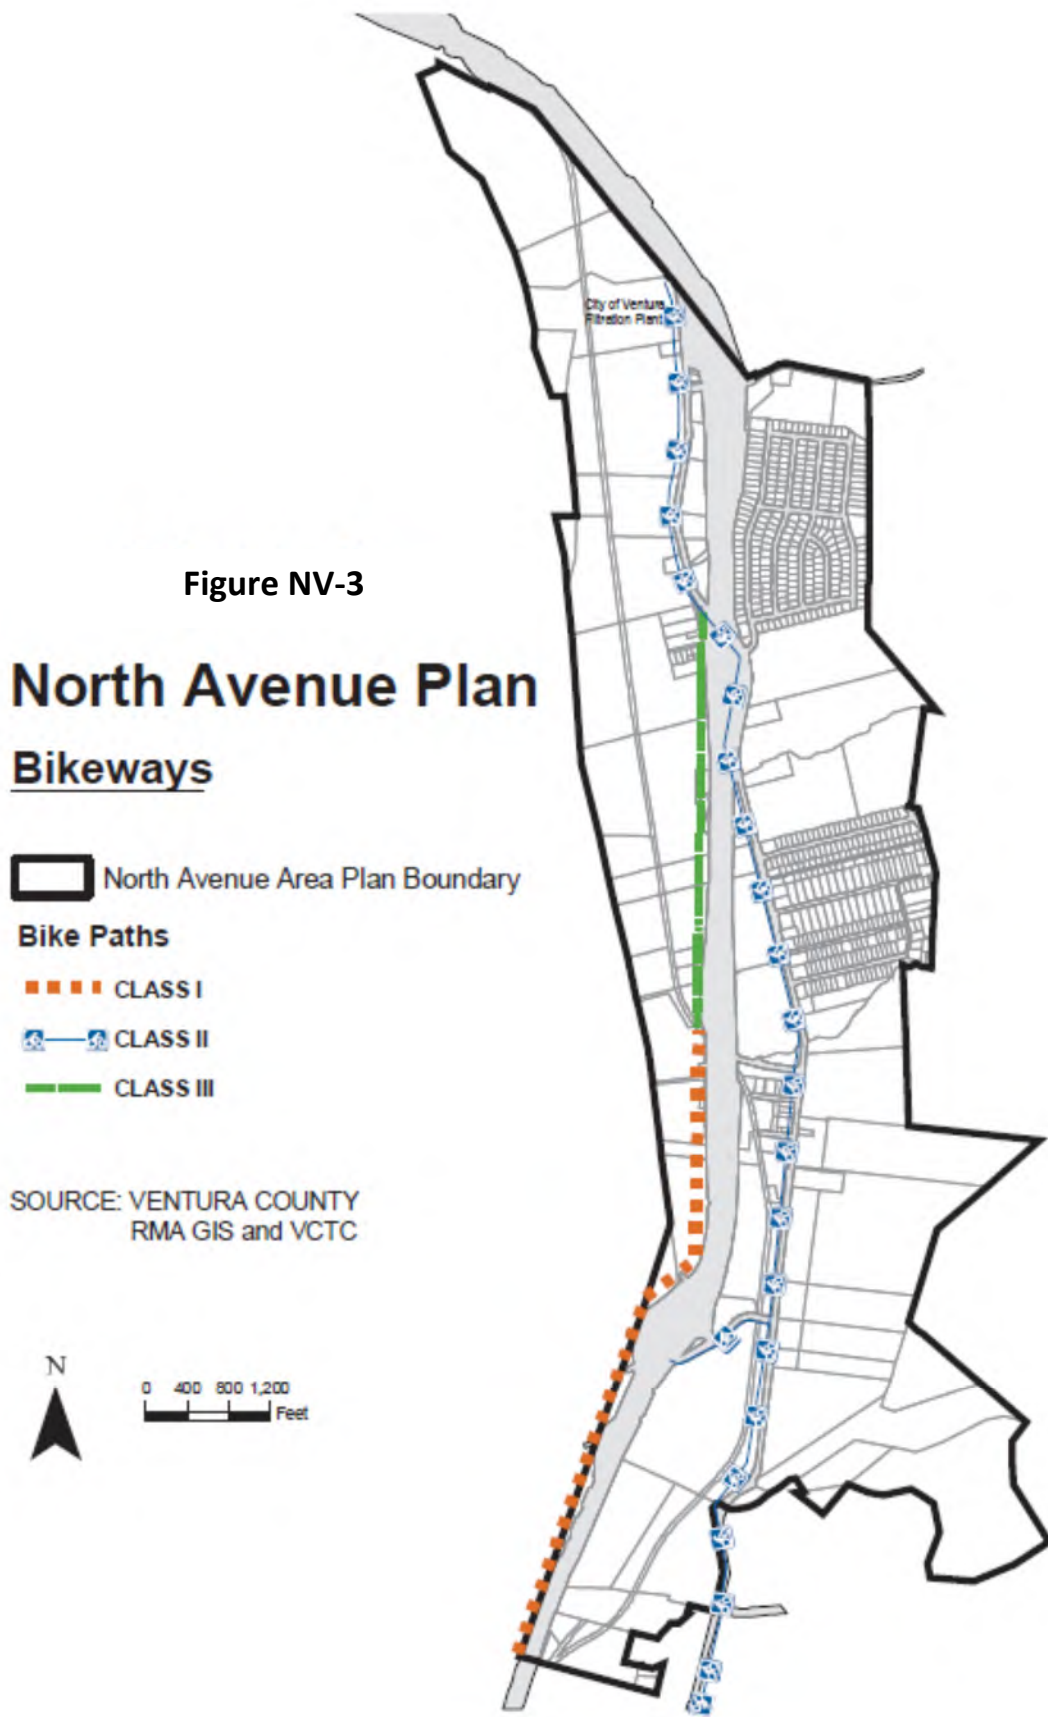 City of Ventura
Filtration Plant
Figure NV-3
North Avenue Plan
Bikeways
North Avenue Area Plan Boundary
Bike Paths
CLASS I
CLASS II
CLASS III
SOURCE: VENTURA COUNTY
RMA GIS and VCTC
N
0 400 800 1,200
Feet